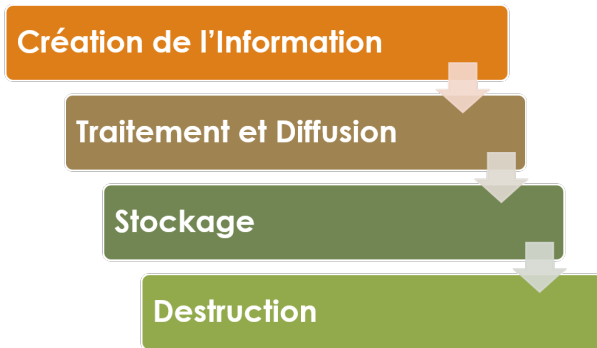 Création de l’Information
Traitement et Diffusion
Stockage
Destruction